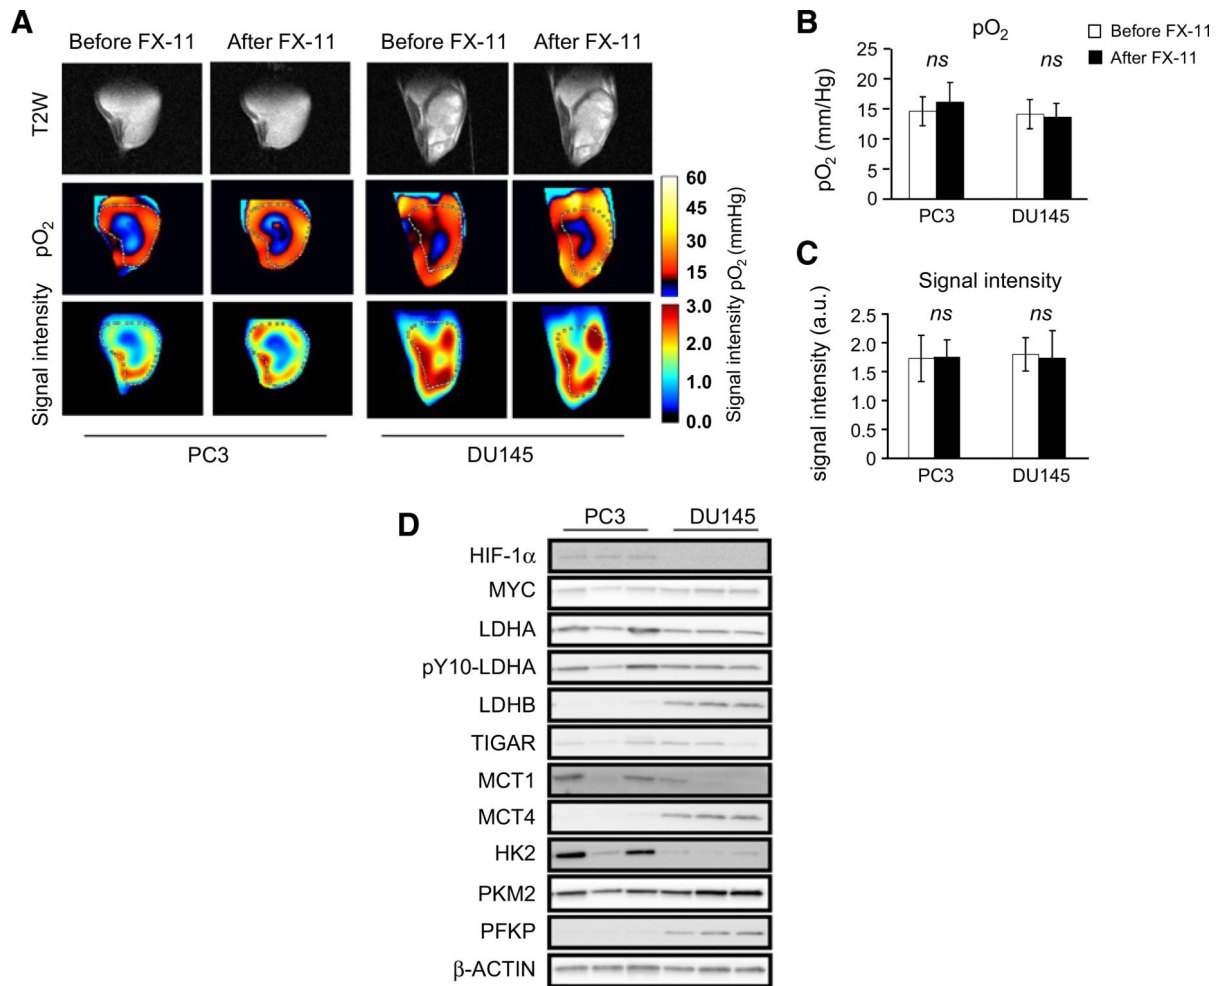 A
Before FX-11 After FX-11 Before FX-11 After FX-11
T2W
pO2
Signal intensity
60
45
30
15
pO2 (mmHg)
3.0
2.0
1.0
0.0
Signal intensity
PC3 DU145
B
pO2
Before FX-11
After FX-11
ns ns
25
20
15
10
5
0
pO2 (mm/Hg)
PC3 DU145
C
Signal intensity
ns ns
2.5
2.0
1.5
0
1.5
0.0
signal intensity (a.u.)
PC3 DU145
D
PC3 DU145
HIF-1α
MYC
LDHA
pY10-LDHA
LDHB
TIGAR
MCT1
MCT4
HK2
PKM2
PFKP
β-ACTIN